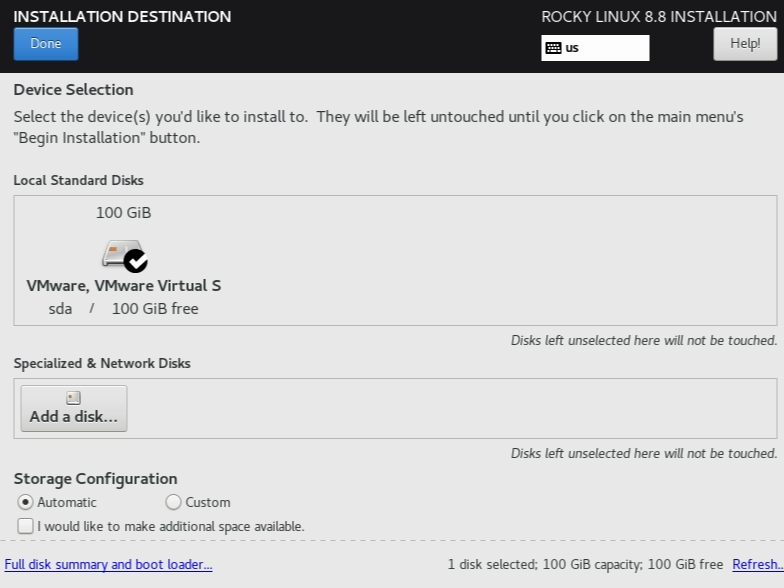 INSTALLATION DESTINATION
ROCKY LINUX 8.8 INSTALLATION
Done
us
Help!
Device Selection
Select the device(s) you'd like to install to.  They will be left untouched until you click on the main menu's
"Begin Installation" button.
Local Standard Disks
100 GiB
VMware, VMware Virtual S
sda / 100 GiB free
Disks left unselected here will not be touched.
Specialized & Network Disks
Add a disk...
Disks left unselected here will not be touched.
Storage Configuration
Automatic
Custom
I would like to make additional space available.
Full disk summary and boot loader...
1 disk selected; 100 GiB capacity; 100 GiB free
Refresh..